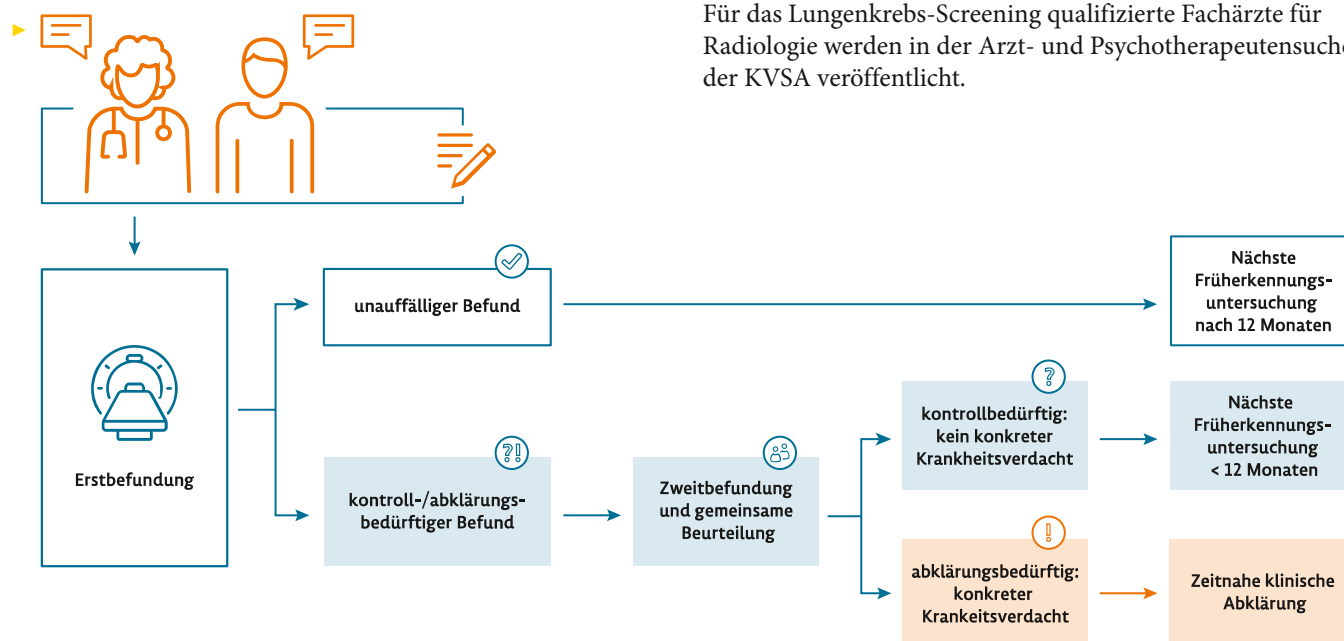 Für das Lungenkrebs-Screening qualifizierte Fachärzte für
Radiologie werden in der Arzt- und Psychotherapeutensuche
der KVSA veröffentlicht.
Erstbefundung
unauffälliger Befund
Nächste
Früherkennungs-
untersuchung
nach 12 Monaten
?!
kontroll-/abklärungs-
bedürftiger Befund
Zweitbefundung
und gemeinsame
Beurteilung
?
kontrollbedürftig:
kein konkreter
Krankheitsverdacht
Nächste
Früherkennungs-
untersuchung
< 12 Monaten
!
abklärungsbedürftig:
konkreter
Krankeitsverdacht
Zeitnahe klinische
Abklärung